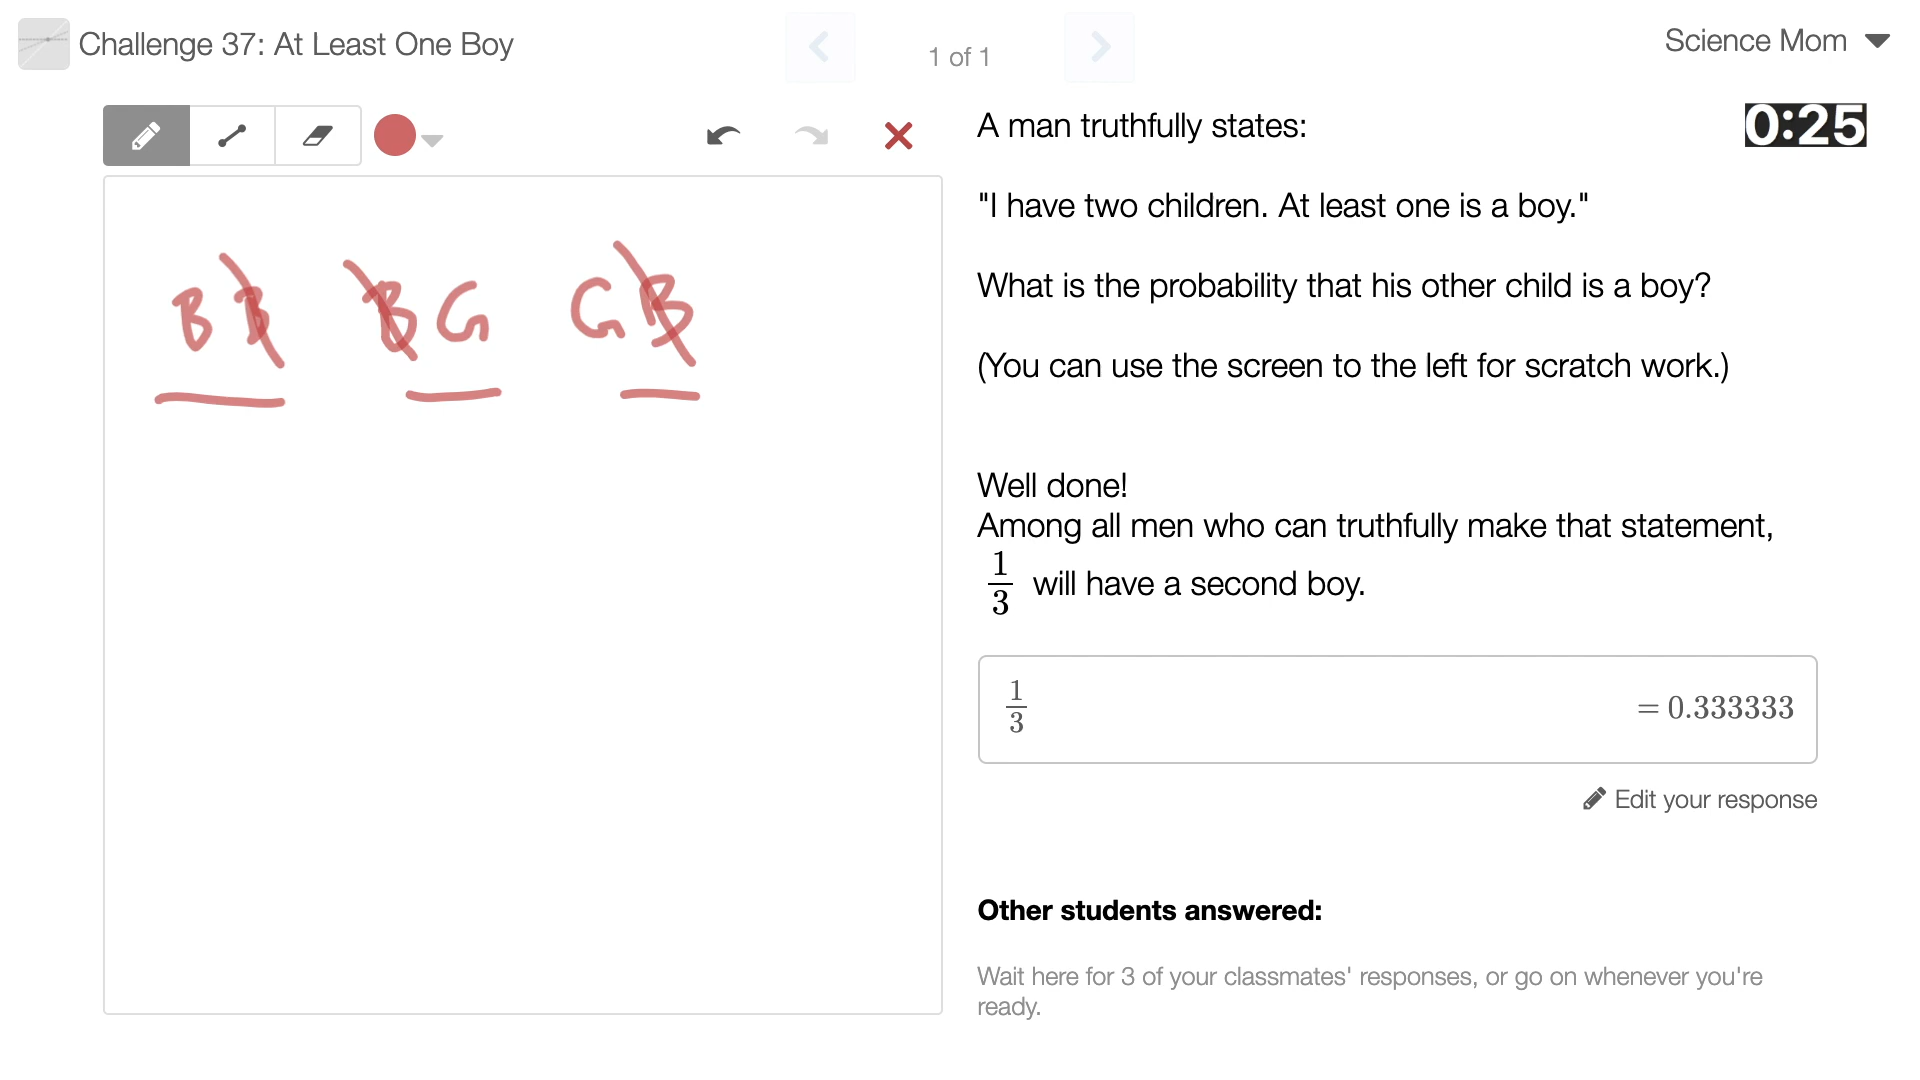 Challenge 37: At Least One Boy
1 of 1
Science Mom
0:25
A man truthfully states:
"I have two children. At least one is a boy."
What is the probability that his other child is a boy?
(You can use the screen to the left for scratch work.)
BB BG GB
Well done!
Among all men who can truthfully make that statement,
1/3 will have a second boy.
1/3 = 0.333333
Edit your response
Other students answered:
Wait here for 3 of your classmates' responses, or go on whenever you're
ready.